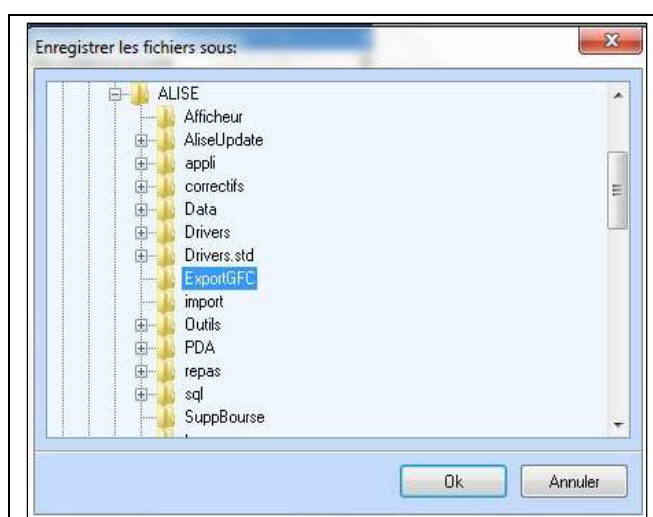 Enregistrer les fichiers sous:
ALISE
Afficheur
AliseUpdate
appli
correctifs
Data
Drivers
Drivers.std
ExportGFC
import
Outils
PDA
repas
sql
SuppBourse
Ok
Annuler